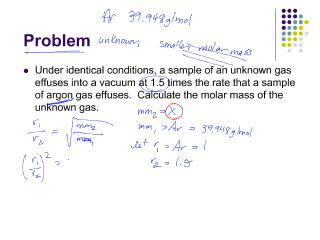 Ar 39.948g/mol
Problem unknown smaller molar mass
Under identical conditions, a sample of an unknown gas
effuses into a vacuum at 1.5 times the rate that a sample
of argon gas effuses. Calculate the molar mass of the
unknown gas.
mm2 = X
r1/r2 = √(mm2/mm1)
mm1 → Ar = 39.948g/mol
let r1 = Ar = 1
r2 = 1.5
(r1/r2)² =